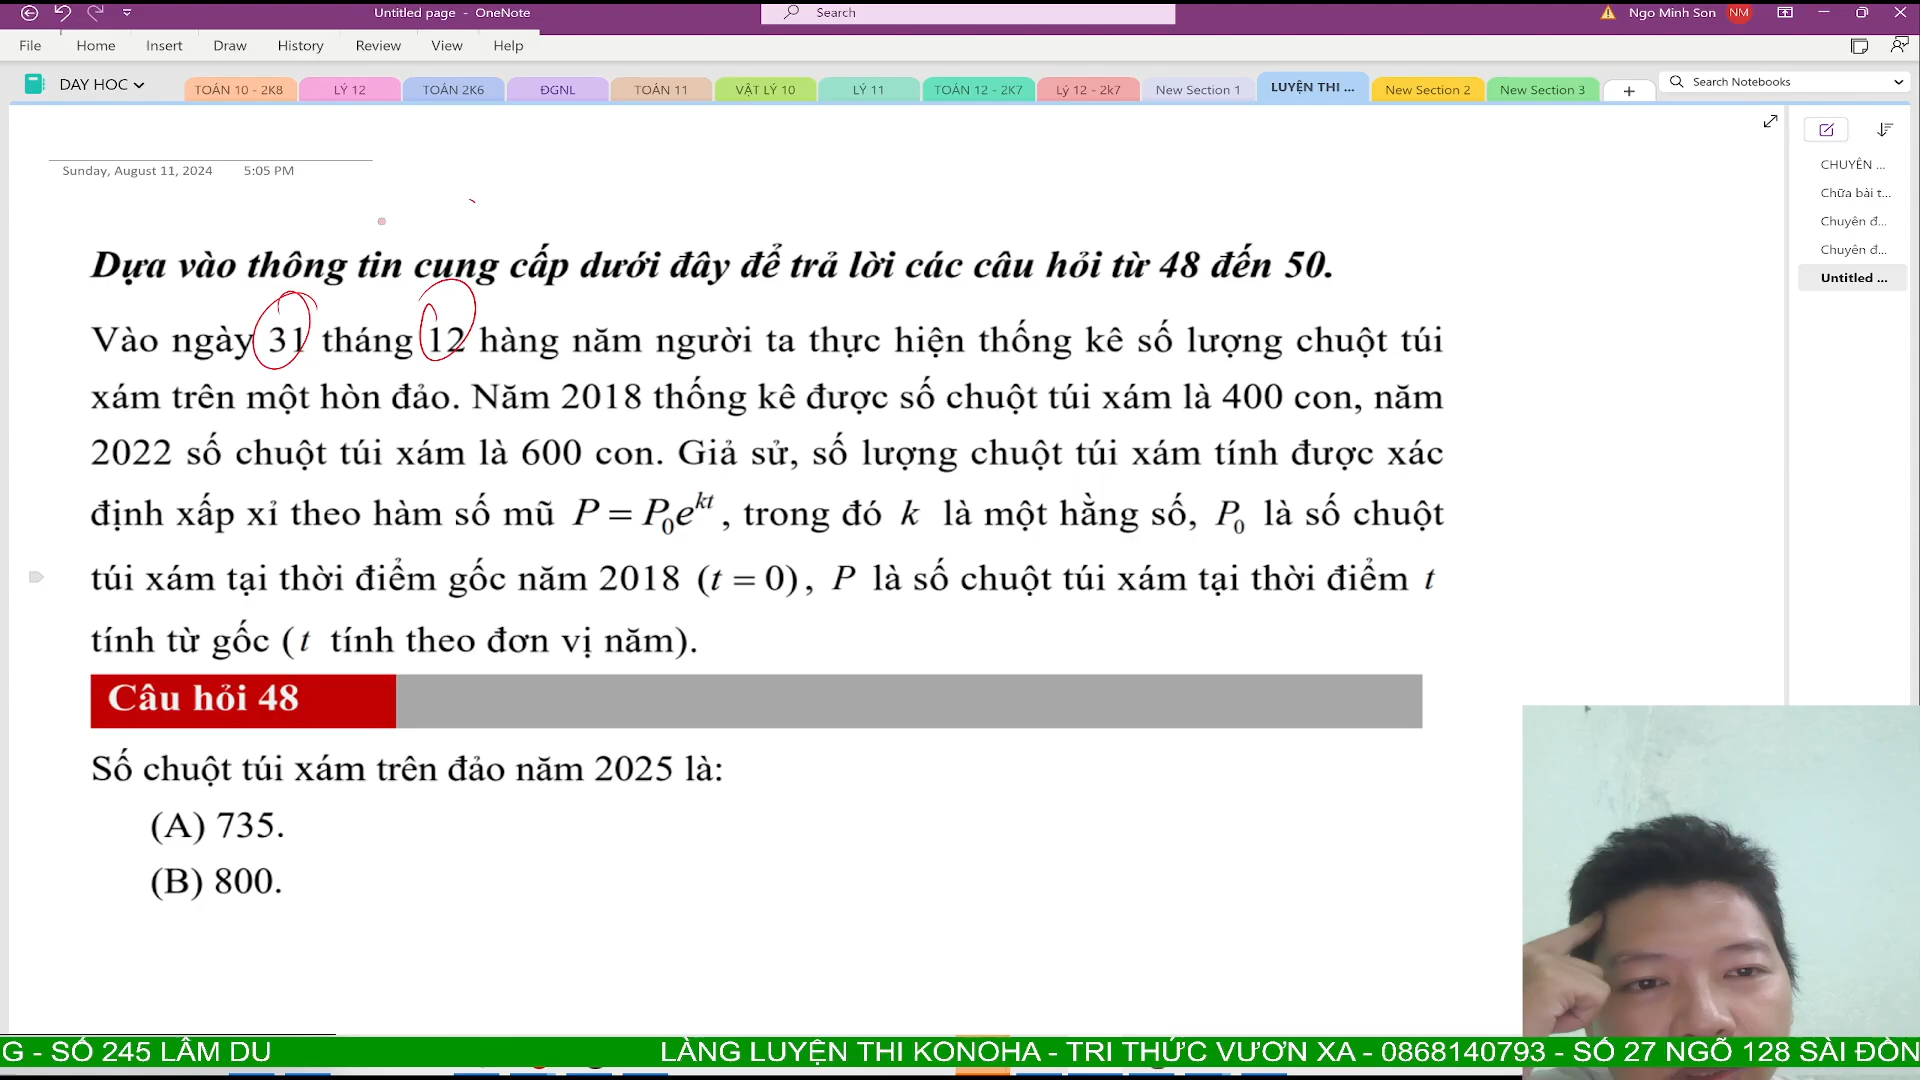 Untitled page - OneNote
Search
Ngo Minh Son
NM
File Home Insert Draw History Review View Help
DAY HOC
TOÁN 10 - 2K8
LÝ 12
TOÁN 2K6
ĐGNL
TOÁN 11
VẬT LÝ 10
LÝ 11
TOÁN 12 - 2K7
Lý 12 - 2k7
New Section 1
LUYỆN THI ...
New Section 2
New Section 3
+
Search Notebooks
Sunday, August 11, 2024 5:05 PM
CHUYÊN ...
Chữa bài t...
Chuyên đ...
Chuyên đ...
Untitled ...
Dựa vào thông tin cung cấp dưới đây để trả lời các câu hỏi từ 48 đến 50.
Vào ngày 31 tháng 12 hàng năm người ta thực hiện thống kê số lượng chuột túi
xám trên một hòn đảo. Năm 2018 thống kê được số chuột túi xám là 400 con, năm
2022 số chuột túi xám là 600 con. Giả sử, số lượng chuột túi xám tính được xác
định xấp xỉ theo hàm số mũ P = P₀eᵏᵗ, trong đó k là một hằng số, P₀ là số chuột
túi xám tại thời điểm gốc năm 2018 (t = 0), P là số chuột túi xám tại thời điểm t
tính từ gốc (t tính theo đơn vị năm).
Câu hỏi 48
Số chuột túi xám trên đảo năm 2025 là:
(A) 735.
(B) 800.
G - SỐ 245 LÂM DU LÀNG LUYỆN THI KONOHA - TRI THỨC VƯƠN XA - 0868140793 - SỐ 27 NGÕ 128 SÀI ĐỒN